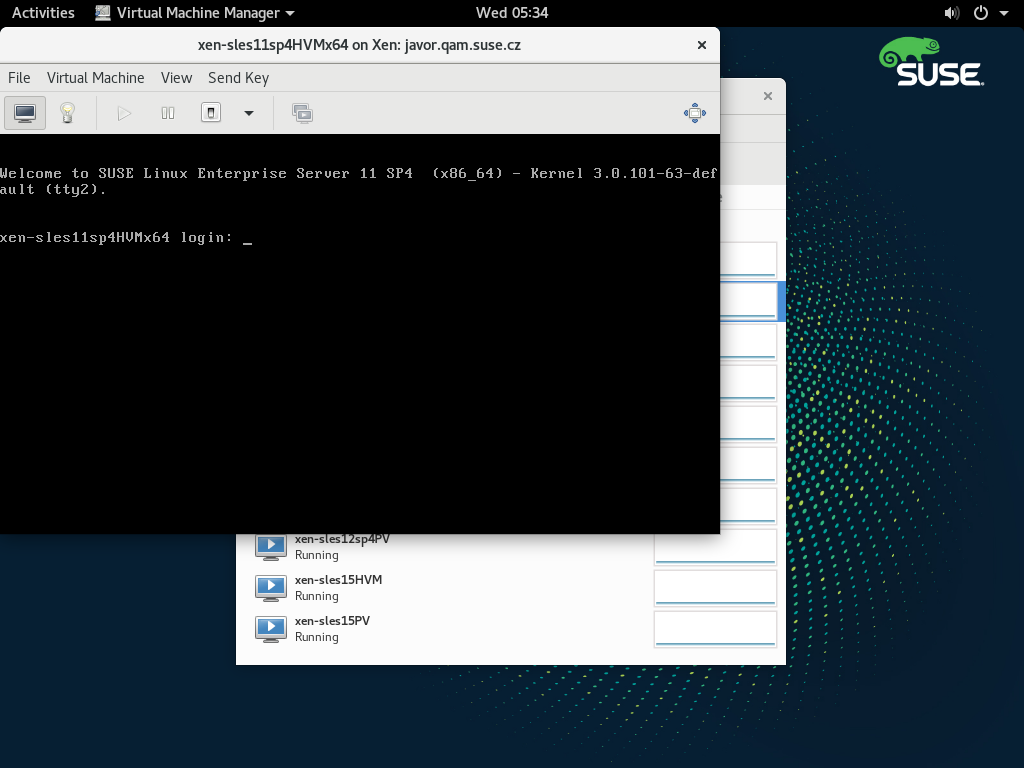 Activities Virtual Machine Manager Wed 05:34
xen-sles11sp4HVMx64 on Xen: javor.qam.suse.cz
SUSE
File Virtual Machine View Send Key
Welcome to SUSE Linux Enterprise Server 11 SP4  (x86_64) - Kernel 3.0.101-63-def
ault (tty2).
xen-sles11sp4HVMx64 login: _
xen-sles12sp4PV
Running
xen-sles15HVM
Running
xen-sles15PV
Running